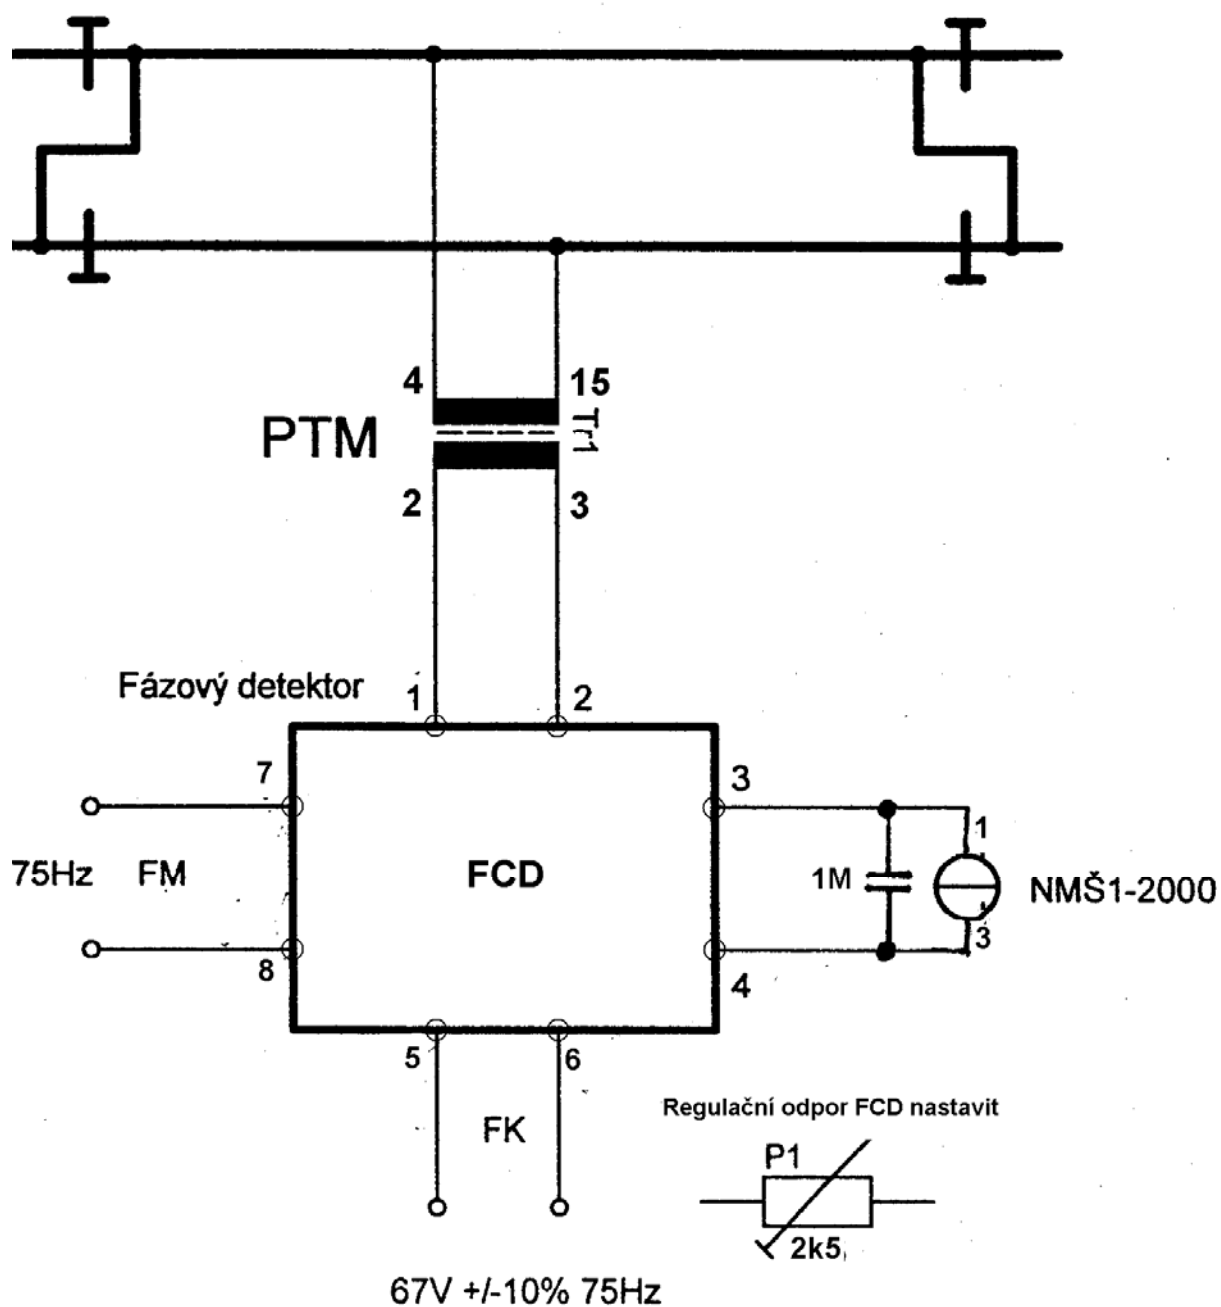 4
15
PTM
Tr1
2
3
Fázový detektor
1
2
7
3
75Hz
FM
FCD
1M
1
3
NMŠ1-2000
8
4
5
6
FK
Regulační odpor FCD nastavit
P1
2k5
67V +/-10% 75Hz